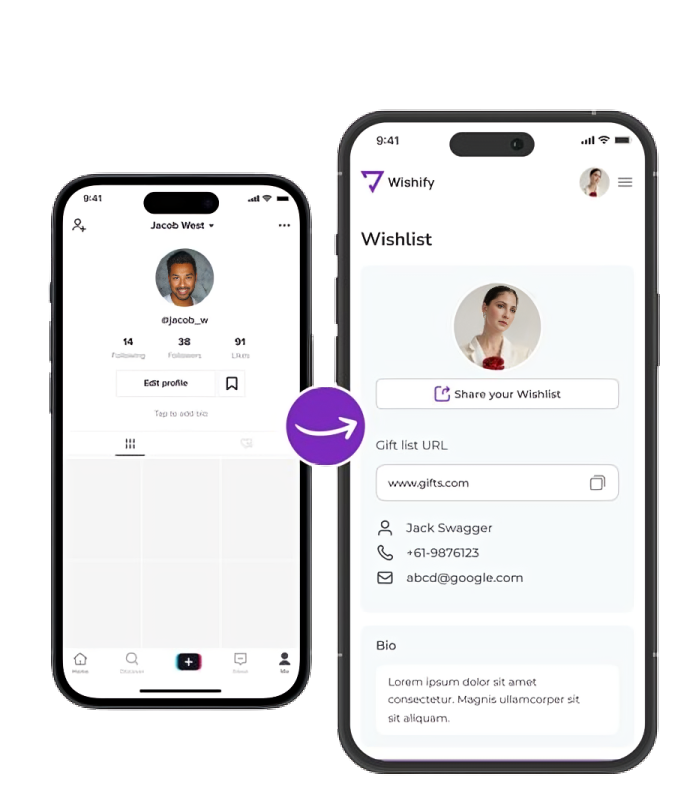 9:41
Jacob West
@jacob_w
14 38 91
Following Followers Likes
Edit profile
Tap to add bio
Home Discover Inbox Me
9:41
Wishify
Wishlist
Share your Wishlist
Gift list URL
www.gifts.com
Jack Swagger
+61-9876123
abcd@google.com
Bio
Lorem ipsum dolor sit amet
consectetur. Magnis ullamcorper sit
sit aliquam.